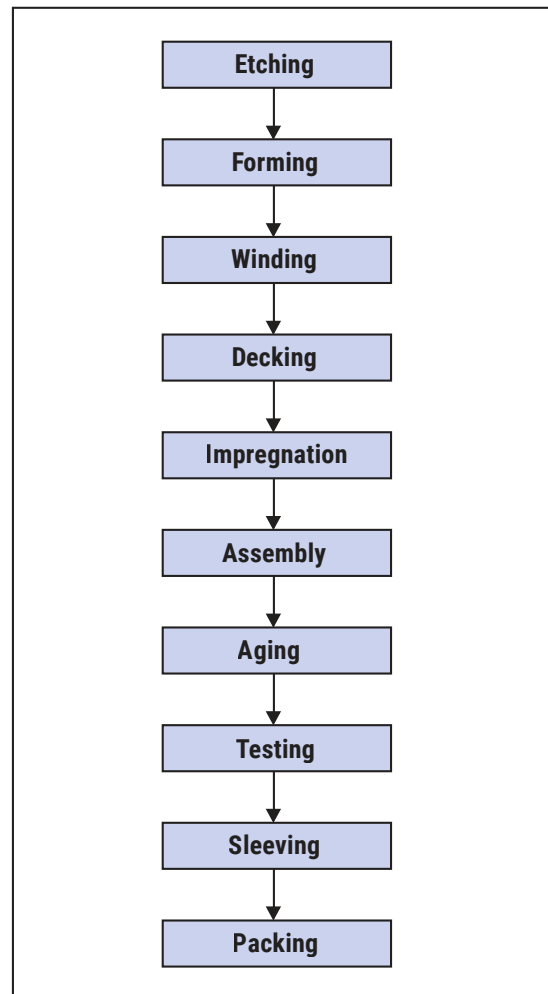 Etching
Forming
Winding
Decking
Impregnation
Assembly
Aging
Testing
Sleeving
Packing